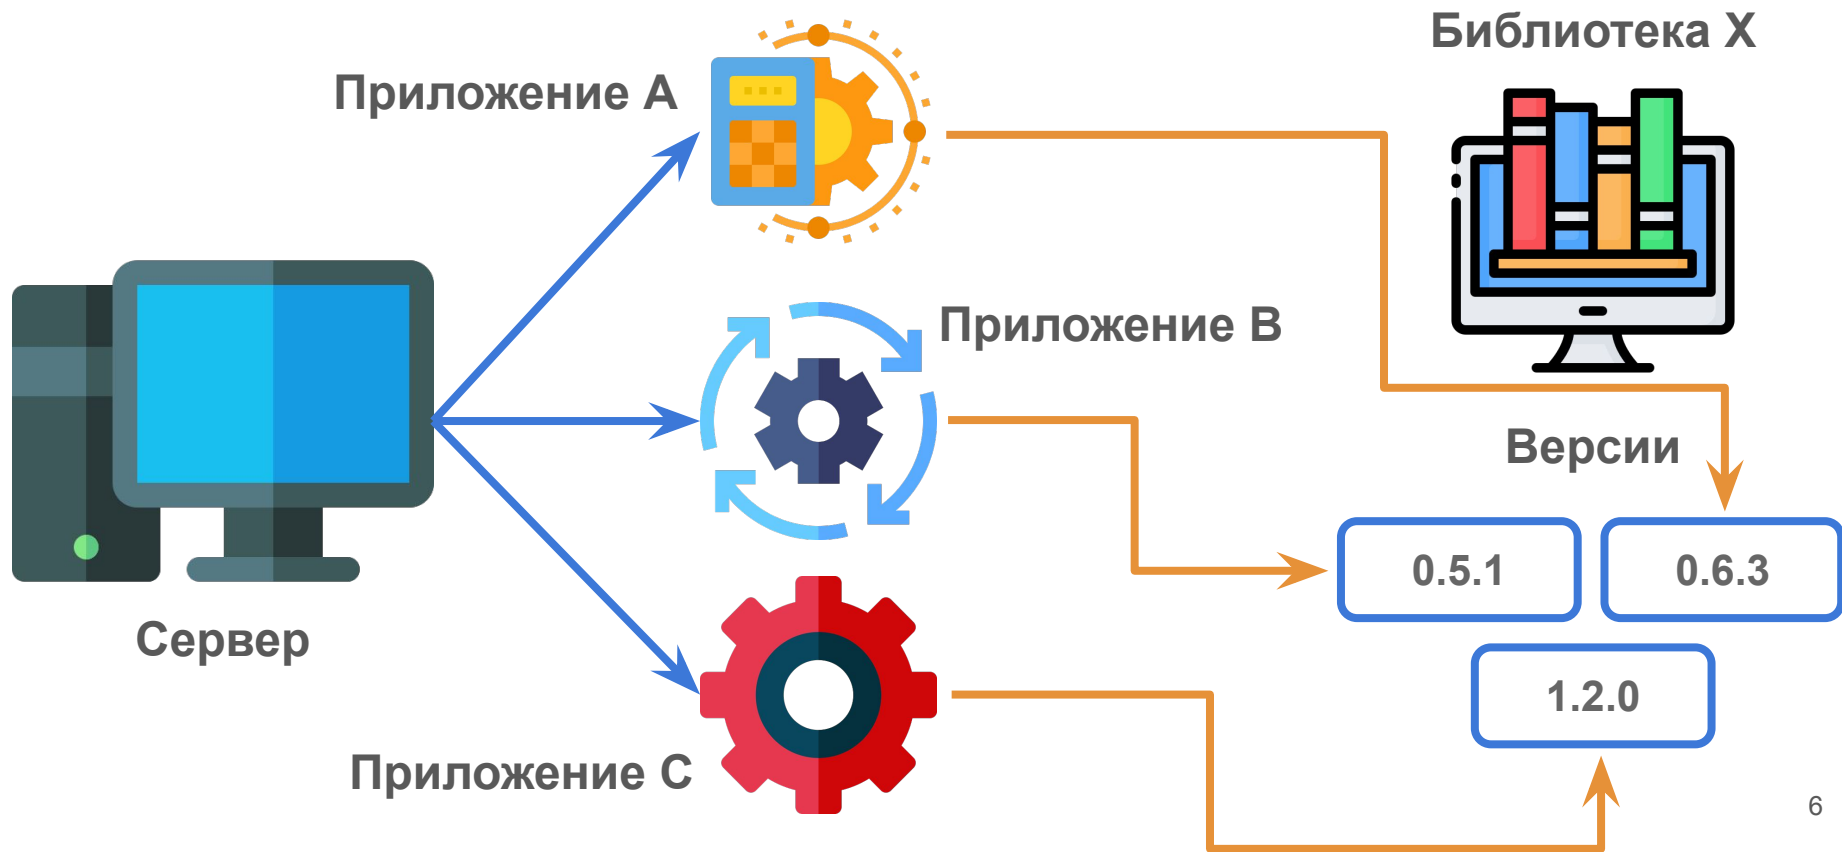 Библиотека X
Приложение A
Приложение B
Версии
0.5.1
0.6.3
Сервер
1.2.0
Приложение C
6